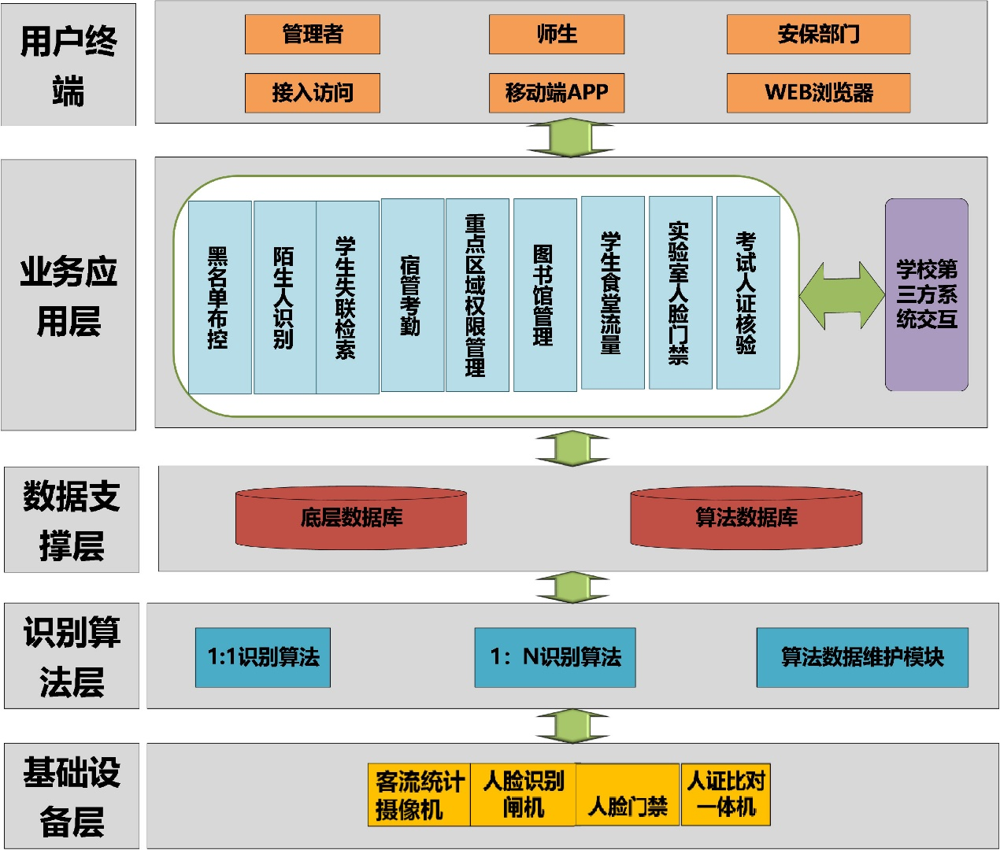 用户终
端
管理者
师生
安保部门
接入访问
移动端APP
WEB浏览器
业务应
用层
黑名单布控
陌生人识别
学生失联检索
宿管考勤
重点区域权限管理
图书馆管理
学生食堂流量
实验室人脸门禁
考试人证核验
学校第
三方系
统交互
数据支
撑层
底层数据库
算法数据库
识别算
法层
1:1识别算法
1：N识别算法
算法数据维护模块
基础设
备层
客流统计
摄像机
人脸识别
闸机
人脸门禁
人证比对
一体机